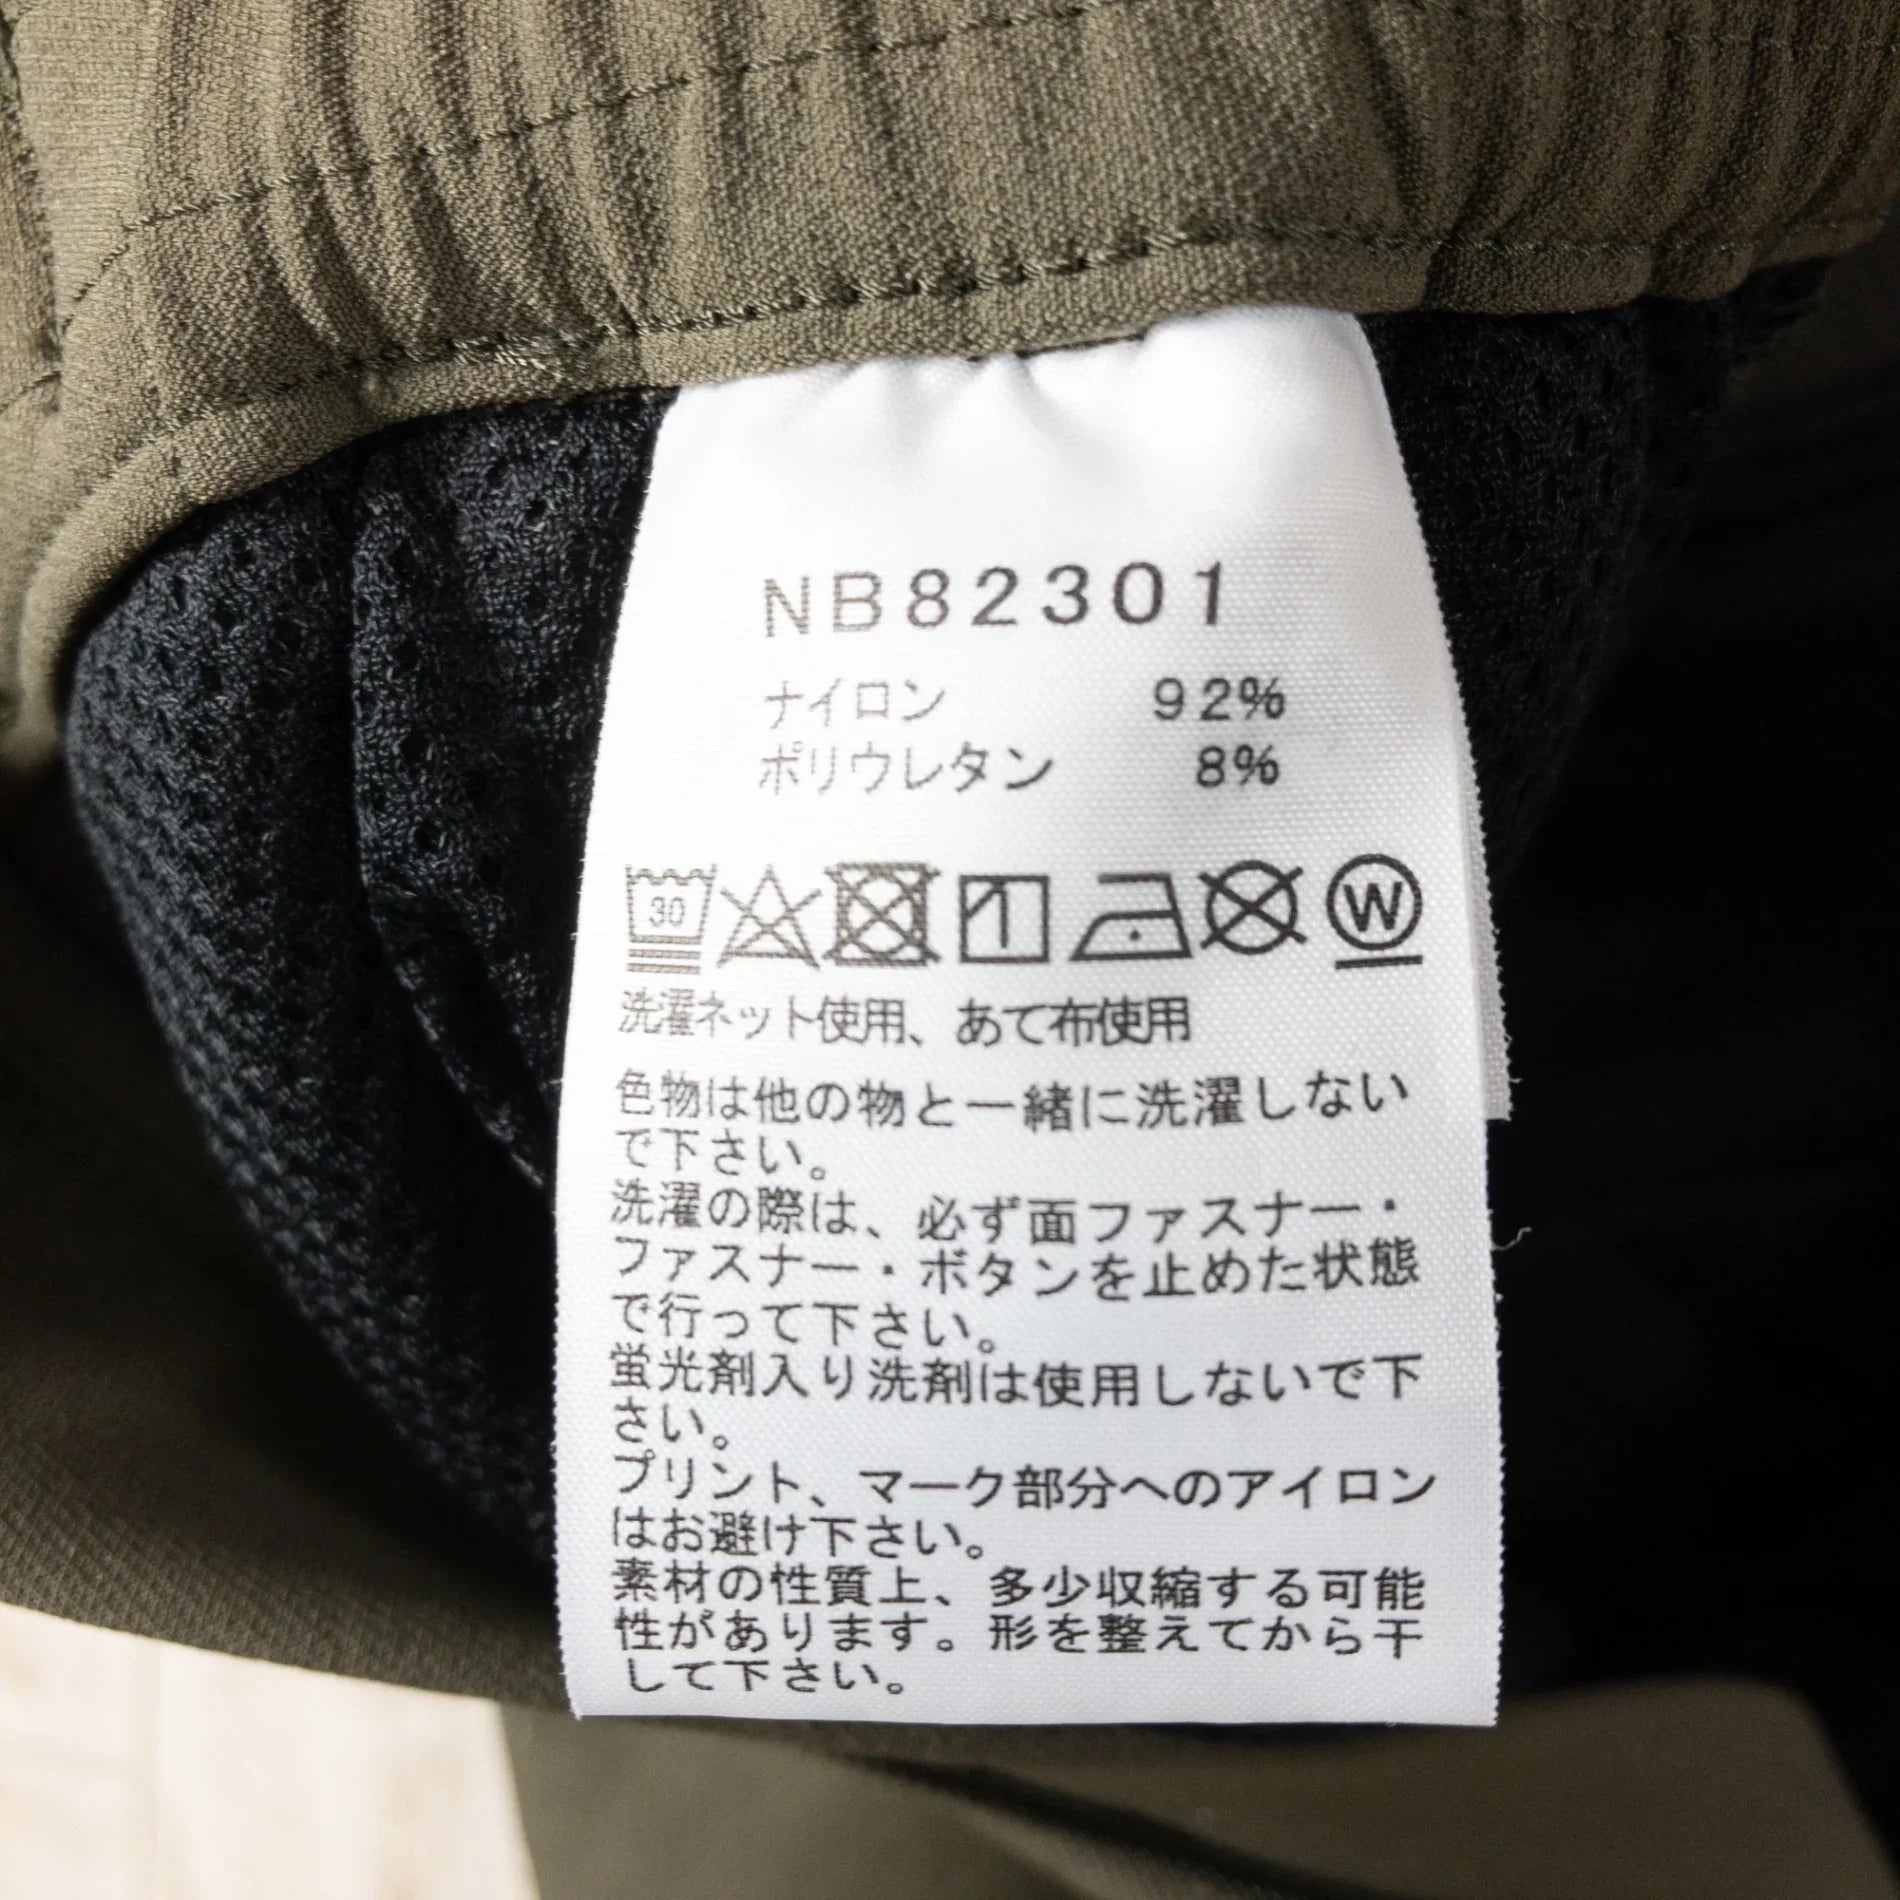 NB82301
ナイロン 92%
ポリウレタン 8%
30
W
洗濯ネット使用、あて布使用
色物は他の物と一緒に洗濯しない
で下さい。
洗濯の際は、必ず面ファスナー・
ファスナー・ボタンを止めた状態
で行って下さい。
蛍光剤入り洗剤は使用しないで下
さい。
プリント、マーク部分へのアイロン
はお避け下さい。
素材の性質上、多少収縮する可能
性があります。形を整えてから干
して下さい。